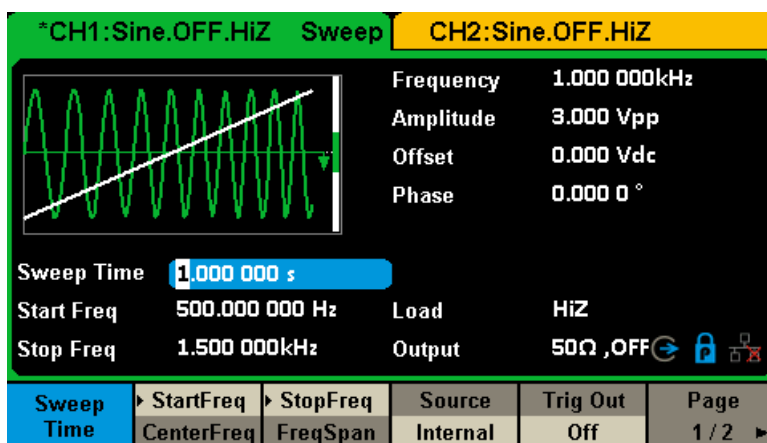 *CH1:Sine.OFF.HiZ Sweep CH2:Sine.OFF.HiZ
Frequency 1.000 000kHz
Amplitude 3.000 Vpp
Offset 0.000 Vdc
Phase 0.000 0 °
Sweep Time 1.000 000 s
Start Freq 500.000 000 Hz Load HiZ
Stop Freq 1.500 000kHz Output 50Ω ,OFF P
Sweep Time StartFreq CenterFreq StopFreq FreqSpan Source Internal Trig Out Off Page 1 / 2